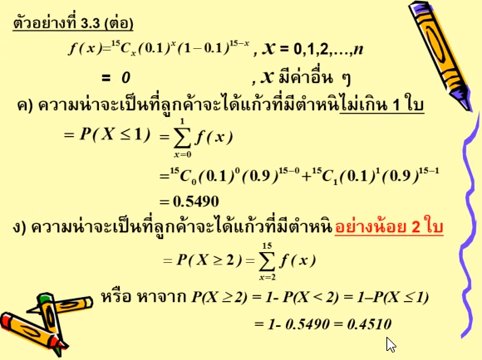 ตัวอย่างที่ 3.3 (ต่อ)
f(x)=¹⁵Cₓ(0.1)ˣ(1−0.1)¹⁵⁻ˣ , x = 0,1,2,…,n
= 0 , x มีค่าอื่น ๆ
ค) ความน่าจะเป็นที่ลูกค้าจะได้แก้วที่มีตำหนิไม่เกิน 1 ใบ
= P(X ≤ 1) = ∑ₓ₌₀¹ f(x)
= ¹⁵C₀(0.1)⁰(0.9)¹⁵⁻⁰ + ¹⁵C₁(0.1)¹(0.9)¹⁵⁻¹
= 0.5490
ง) ความน่าจะเป็นที่ลูกค้าจะได้แก้วที่มีตำหนิ อย่างน้อย 2 ใบ
= P(X ≥ 2) = ∑ₓ₌₂¹⁵ f(x)
หรือ หาจาก P(X ≥ 2) = 1- P(X < 2) = 1–P(X ≤ 1)
= 1- 0.5490 = 0.4510